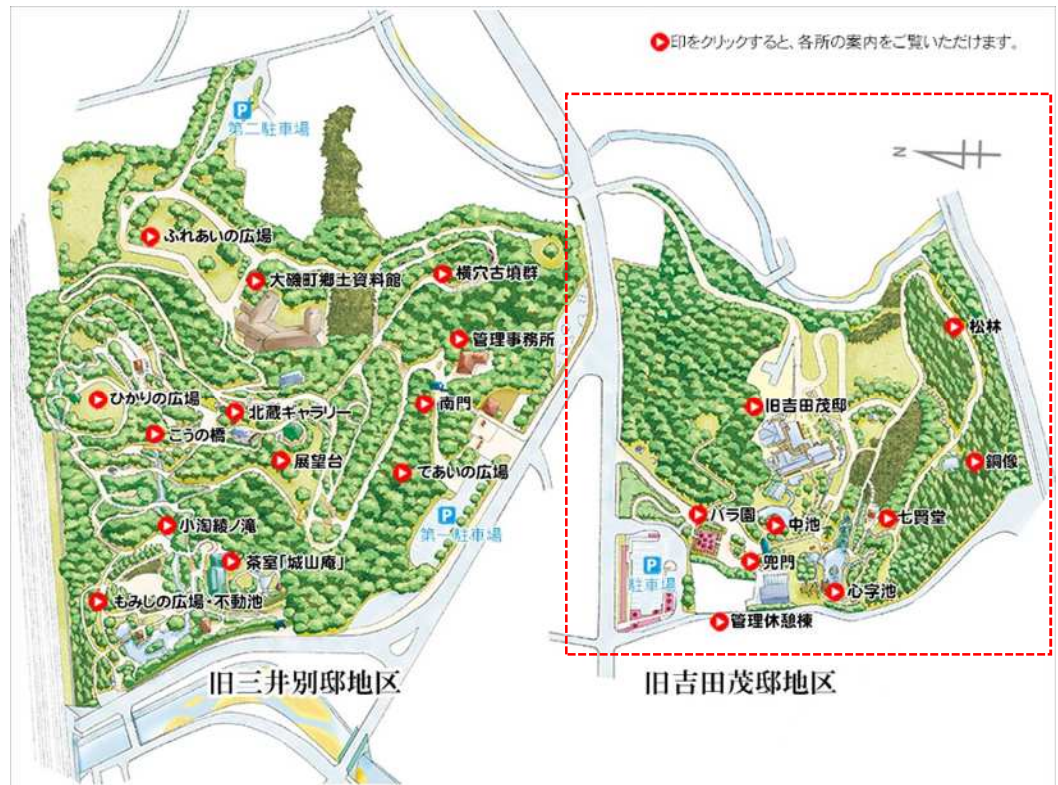 印をクリックすると、各所の案内をご覧いただけます。
P
第二駐車場
N
ふれあいの広場
大磯町郷土資料館
横穴古墳群
管理事務所
松林
ひかりの広場
北蔵ギャラリー
南門
旧吉田茂邸
こうの橋
展望台
であいの広場
銅像
小淘綾ノ滝
P
第一駐車場
バラ園
中池
七賢堂
茶室「城山庵」
P
駐車場
兜門
もみじの広場・不動池
心字池
管理休憩棟
旧三井別邸地区
旧吉田茂邸地区